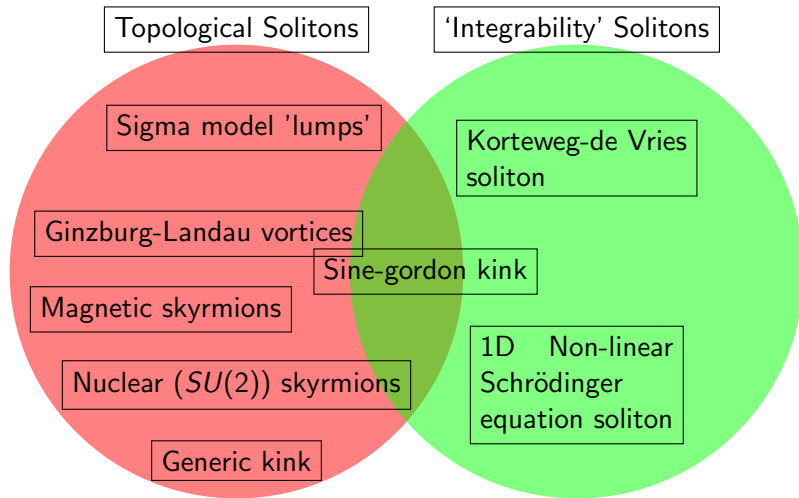 Topological Solitons
‘Integrability’ Solitons
Sigma model 'lumps'
Korteweg-de Vries
soliton
Ginzburg-Landau vortices
Sine-gordon kink
Magnetic skyrmions
1D Non-linear
Schrödinger
equation soliton
Nuclear (SU(2)) skyrmions
Generic kink